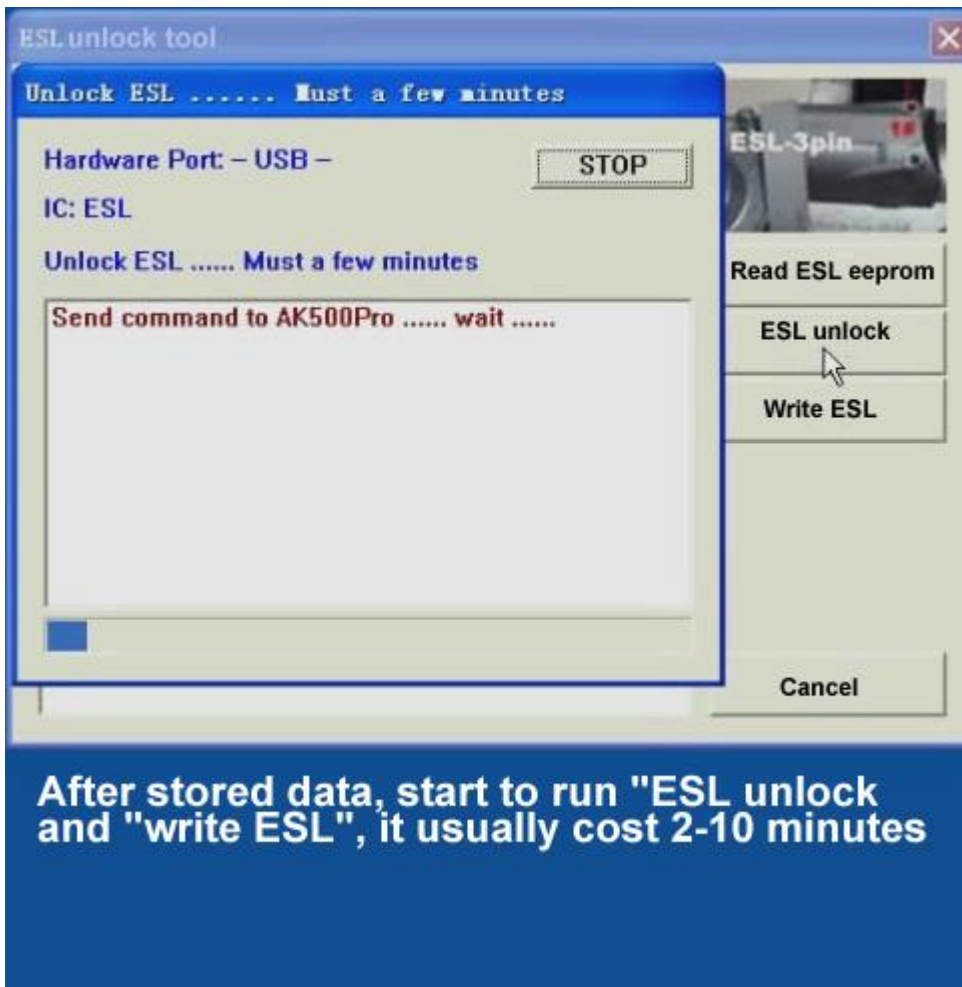 ESL unlock tool
Unlock ESL ...... Must a few minutes
Hardware Port: – USB –
STOP
IC: ESL
Unlock ESL ...... Must a few minutes
Send command to AK500Pro ...... wait ......
ESL-3pin
1#
Read ESL eeprom
ESL unlock
Write ESL
Cancel
After stored data, start to run "ESL unlock
and "write ESL", it usually cost 2-10 minutes